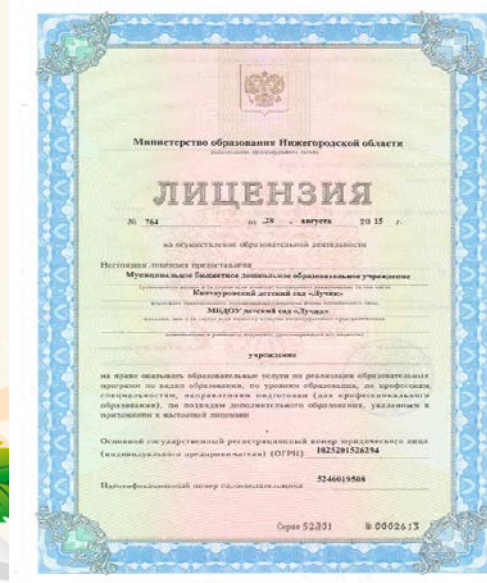 Министерство образования Нижегородской области
ЛИЦЕНЗИЯ
№ 764 от «28» августа 20 15 г.
на осуществление образовательной деятельности
Настоящая лицензия предоставлена
Муниципальное бюджетное дошкольное образовательное учреждение
детский сад «Лучик»
МБДОУ детский сад «Лучик»
учреждение
на право оказывать образовательные услуги по реализации образовательных
программ по видам образования, по уровням образования, по профессиям,
специальностям, направлениям подготовки (для профессионального
образования), по подвидам дополнительного образования, указанным в
приложении к настоящей лицензии
Основной государственный регистрационный номер юридического лица
(индивидуального предпринимателя) (ОГРН) 1025201526294
Идентификационный номер налогоплательщика 5246019508
Серия 52Л01 № 0002613